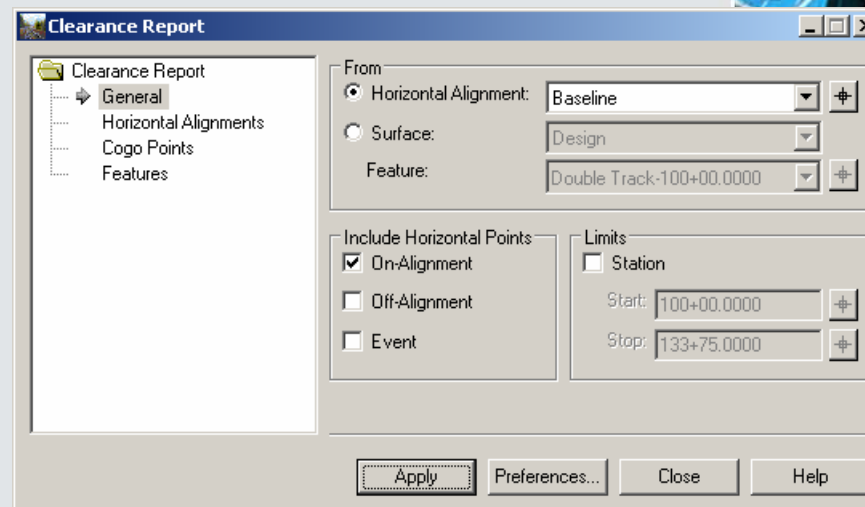 Clearance Report
Clearance Report
General
Horizontal Alignments
Cogo Points
Features
From
Horizontal Alignment: Baseline
Surface: Design
Feature: Double Track-100+00.0000
Include Horizontal Points
On-Alignment
Off-Alignment
Event
Limits
Station
Start: 100+00.0000
Stop: 133+75.0000
Apply Preferences... Close Help